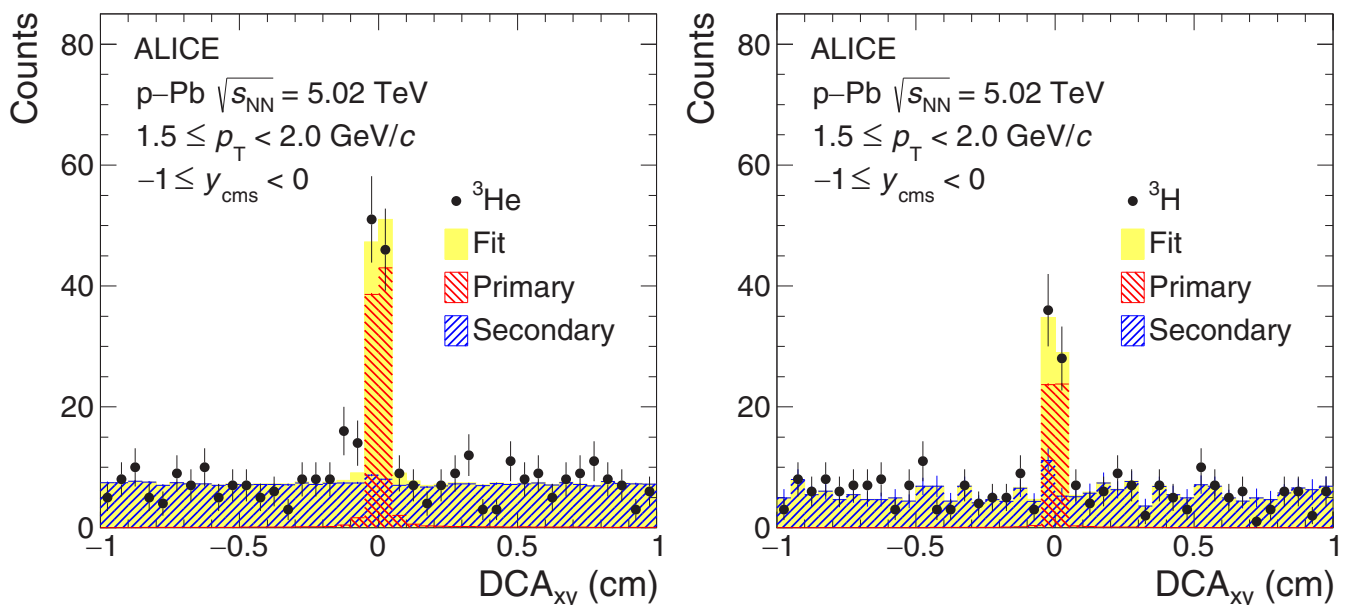 Counts
80
60
40
20
0
ALICE
p–Pb √s_NN = 5.02 TeV
1.5 ≤ p_T < 2.0 GeV/c
−1 ≤ y_cms < 0
³He
Fit
Primary
Secondary
−1 −0.5 0 0.5 1
DCA_xy (cm)
Counts
80
60
40
20
0
ALICE
p–Pb √s_NN = 5.02 TeV
1.5 ≤ p_T < 2.0 GeV/c
−1 ≤ y_cms < 0
³H
Fit
Primary
Secondary
−1 −0.5 0 0.5 1
DCA_xy (cm)